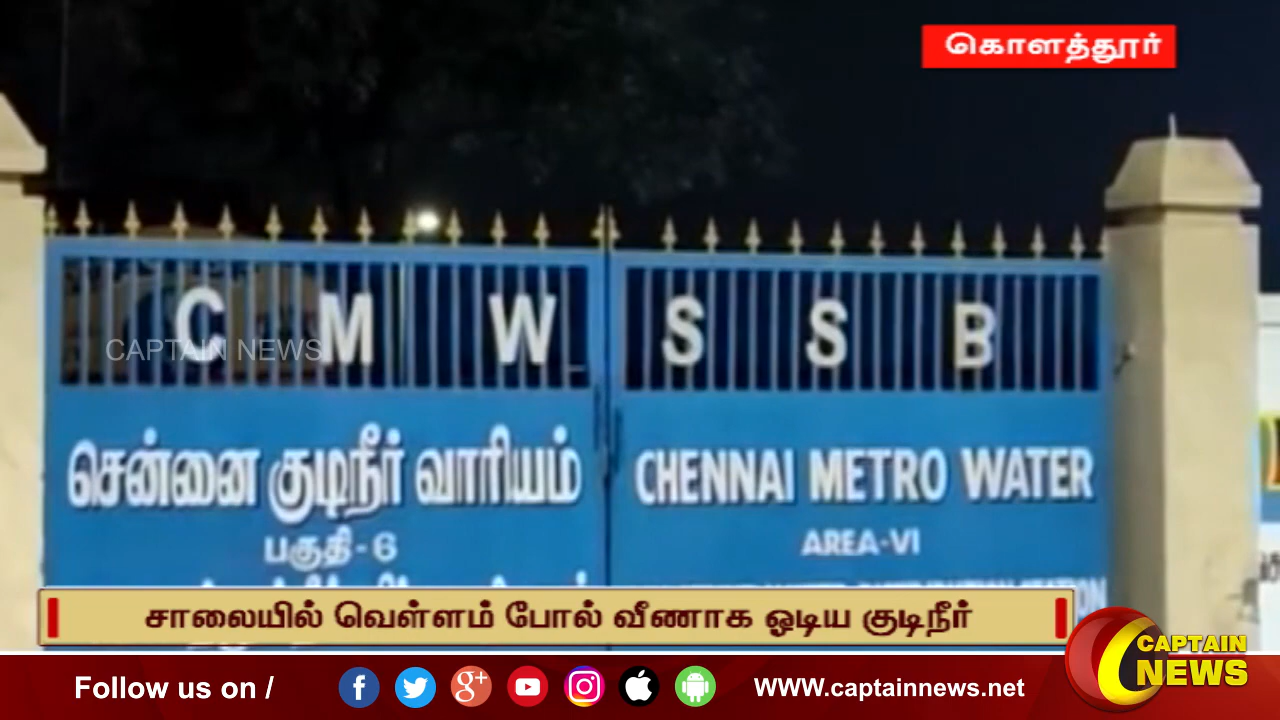 கொளத்தூர்
C M W S S B
CAPTAIN NEWS
சென்னை குடிநீர் வாரியம்
பகுதி-6
CHENNAI METRO WATER
AREA-VI
சாலையில் வெள்ளம் போல் வீணாக ஓடிய குடிநீர்
CAPTAIN
NEWS
Follow us on / www.captainnews.net